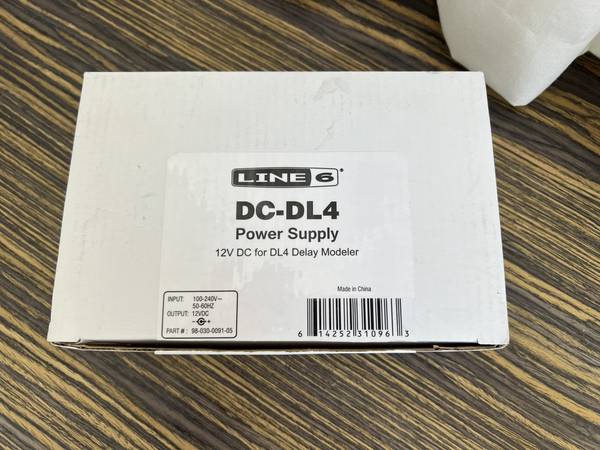 LINE 6
DC-DL4
Power Supply
12V DC for DL4 Delay Modeler
Made in China
INPUT: 100-240V~
50-60HZ
OUTPUT: 12VDC
PART # : 98-030-0091-05
6 14252 31096 3